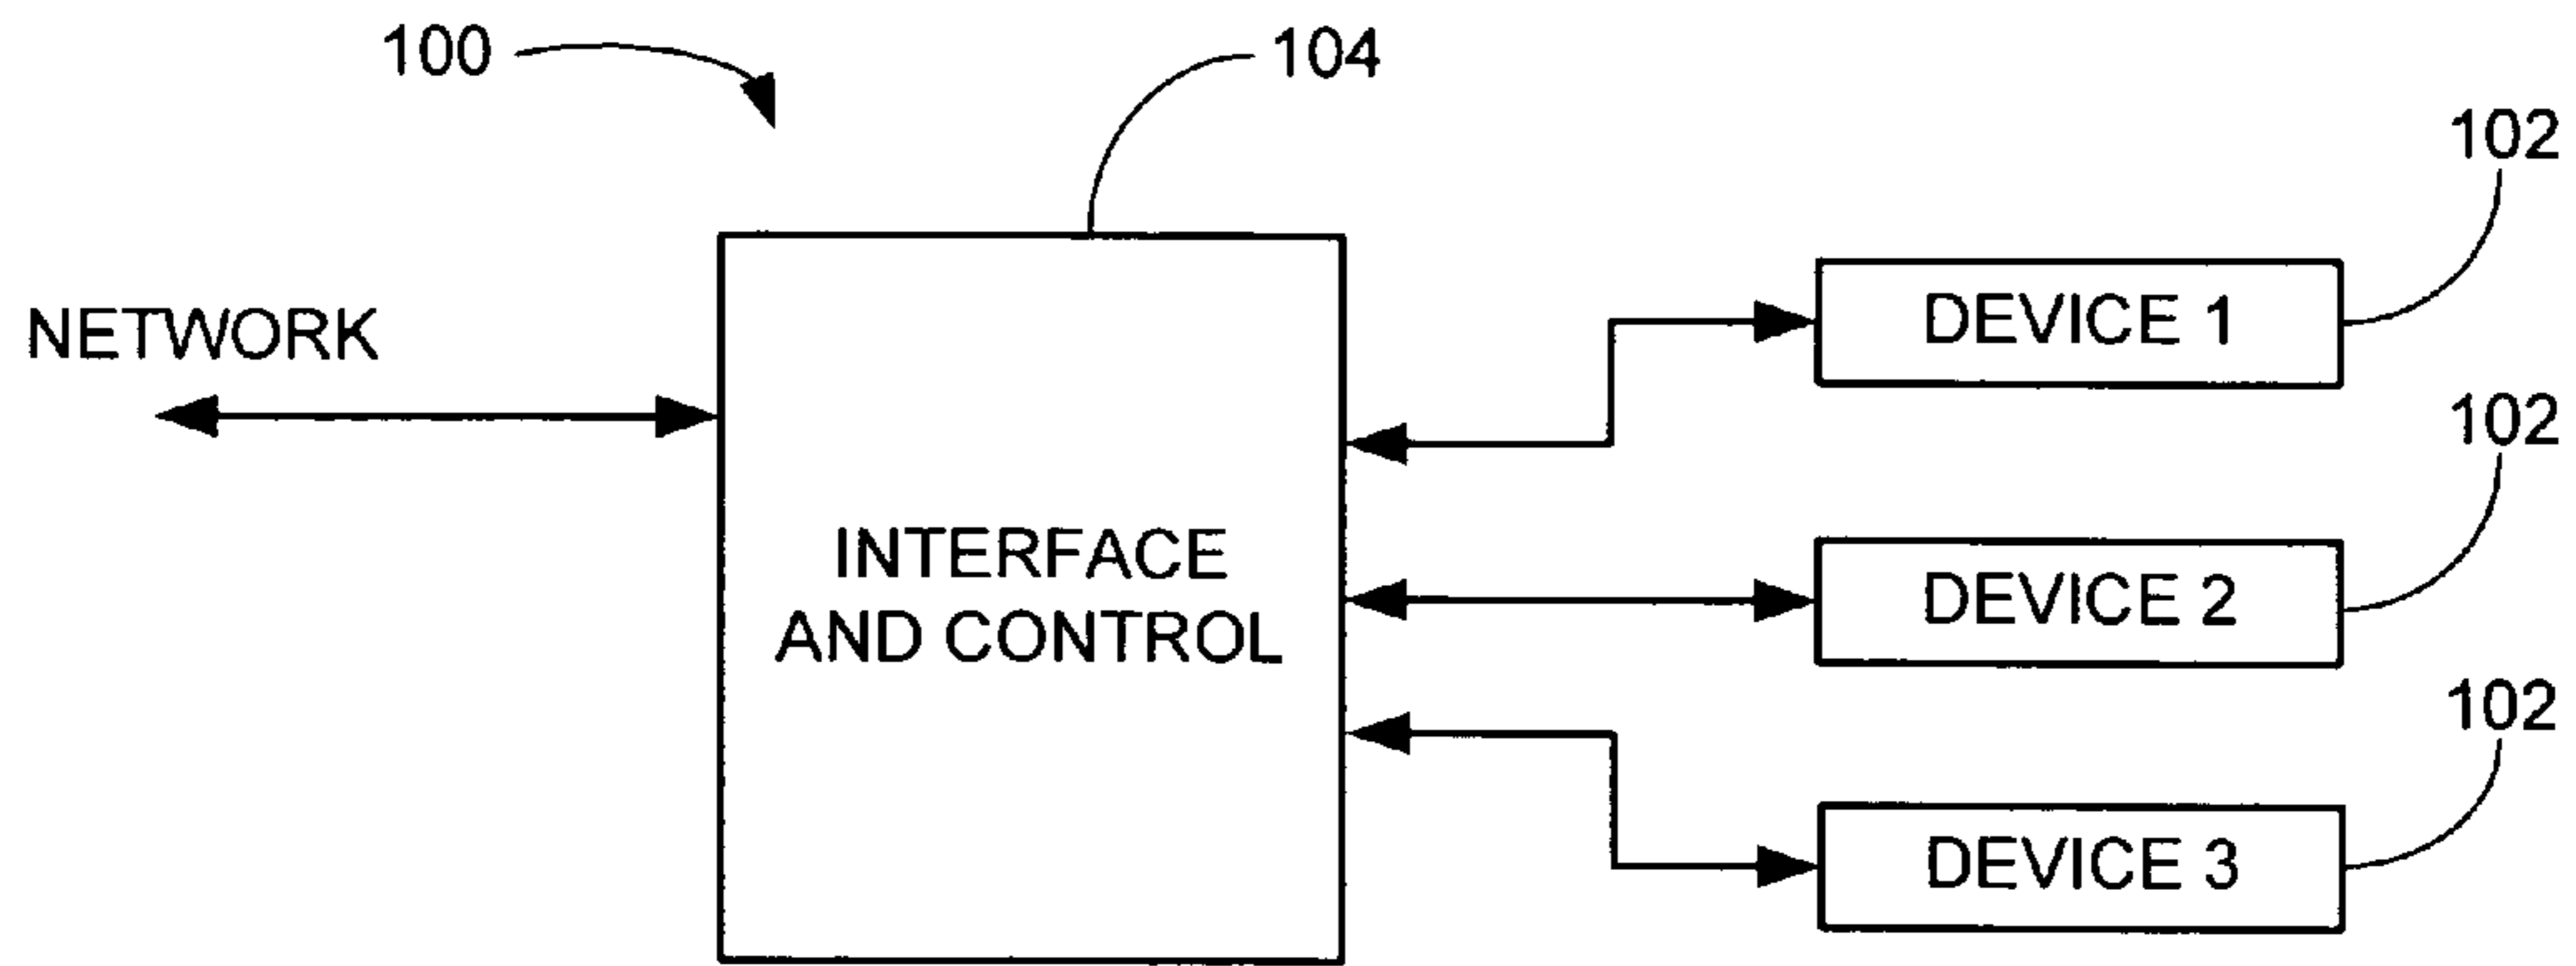 100
104
102
NETWORK
DEVICE 1
102
INTERFACE
AND CONTROL
DEVICE 2
102
DEVICE 3